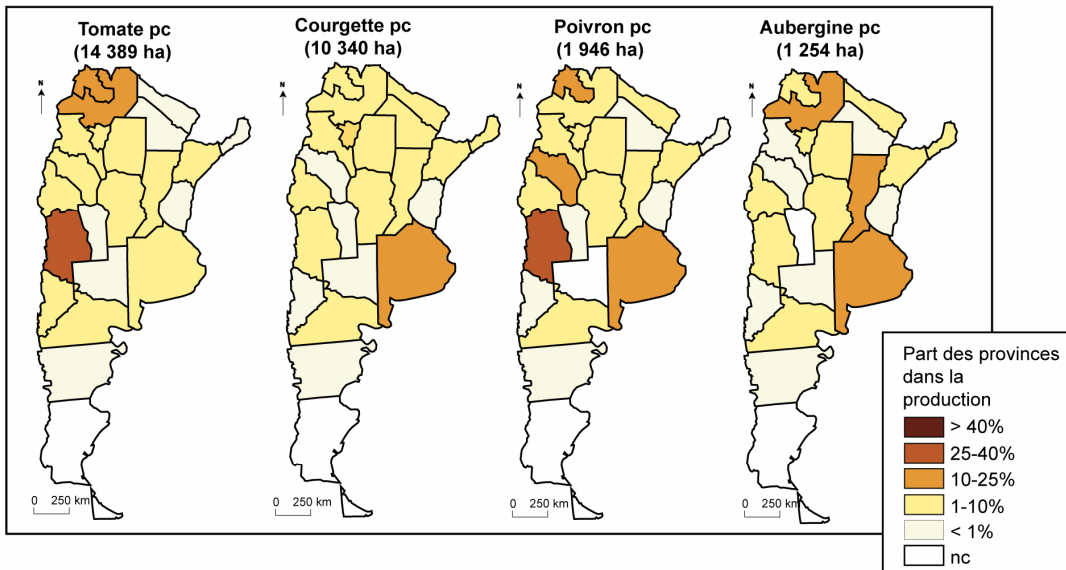 Tomate pc
(14 389 ha)
Courgette pc
(10 340 ha)
Poivron pc
(1 946 ha)
Aubergine pc
(1 254 ha)
N
N
N
N
0 250 km
0 250 km
0 250 km
0 250 km
Part des provinces
dans la
production
> 40%
25-40%
10-25%
1-10%
< 1%
nc